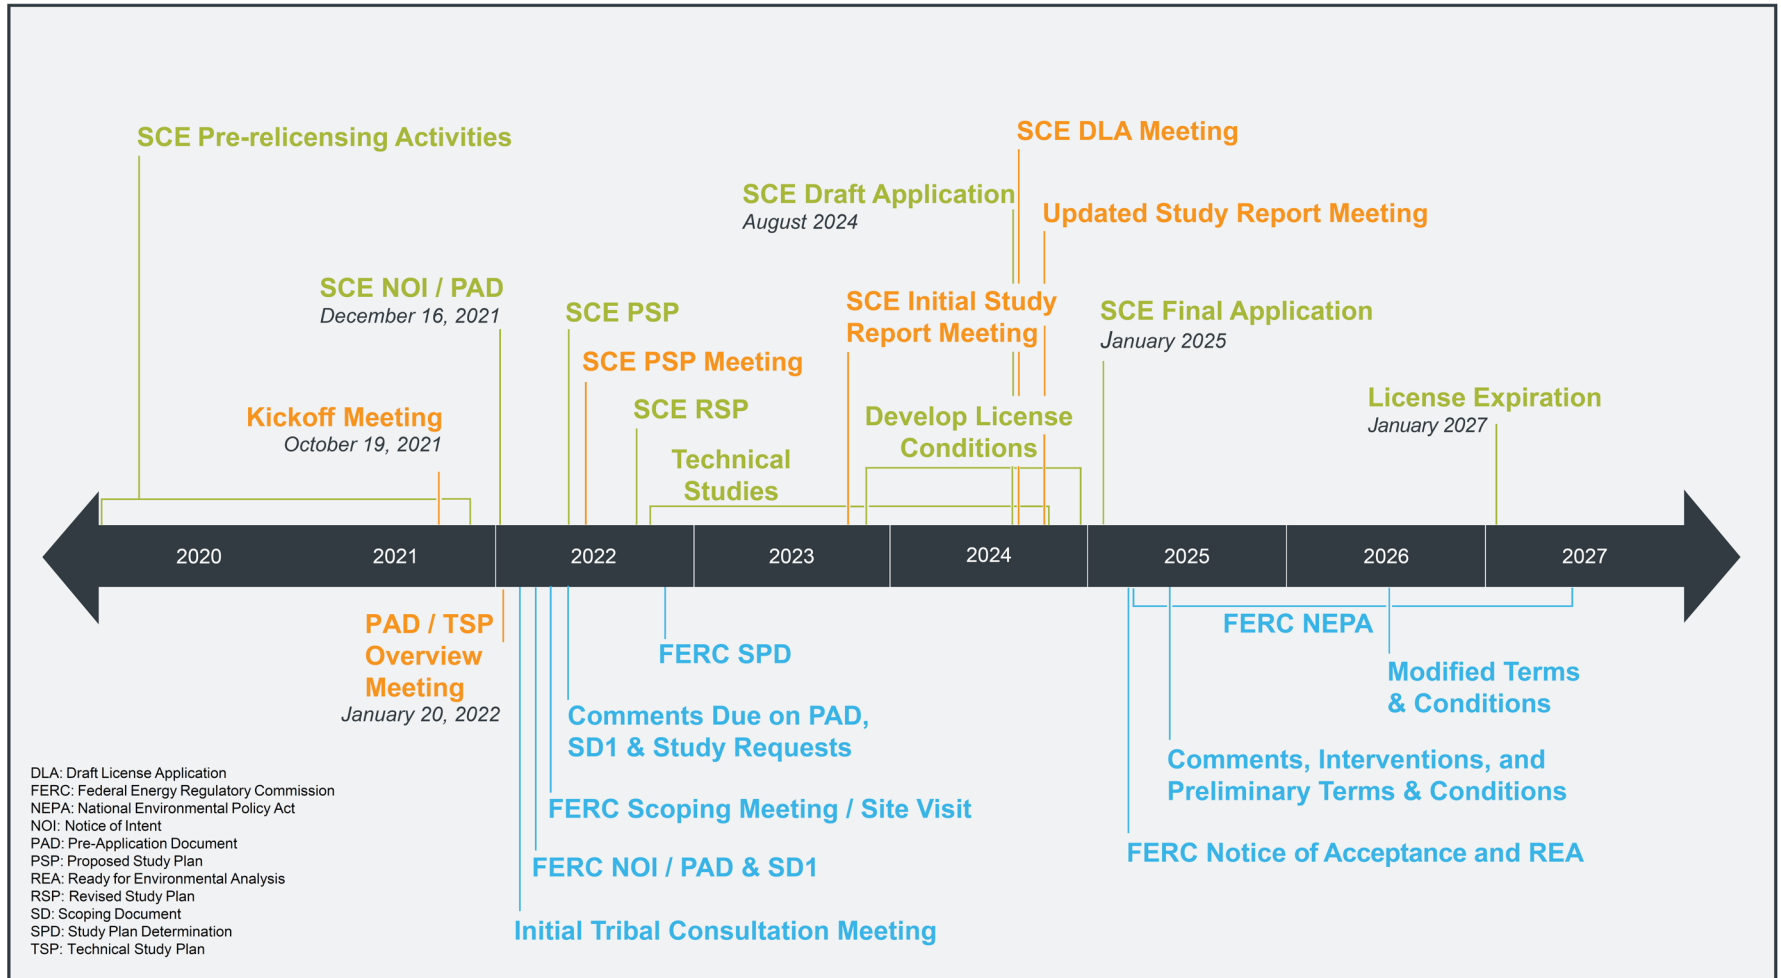 SCE Pre-relicensing Activities
SCE DLA Meeting
SCE Draft Application
August 2024
Updated Study Report Meeting
SCE NOI / PAD
December 16, 2021
SCE PSP
SCE Initial Study
Report Meeting
SCE Final Application
January 2025
SCE PSP Meeting
Kickoff Meeting
October 19, 2021
SCE RSP
Develop License
Conditions
License Expiration
January 2027
Technical
Studies
2020
2021
2022
2023
2024
2025
2026
2027
PAD / TSP
Overview
Meeting
January 20, 2022
FERC SPD
FERC NEPA
Modified Terms
& Conditions
Comments Due on PAD,
SD1 & Study Requests
Comments, Interventions, and
Preliminary Terms & Conditions
FERC Scoping Meeting / Site Visit
FERC Notice of Acceptance and REA
FERC NOI / PAD & SD1
Initial Tribal Consultation Meeting
DLA: Draft License Application
FERC: Federal Energy Regulatory Commission
NEPA: National Environmental Policy Act
NOI: Notice of Intent
PAD: Pre-Application Document
PSP: Proposed Study Plan
REA: Ready for Environmental Analysis
RSP: Revised Study Plan
SD: Scoping Document
SPD: Study Plan Determination
TSP: Technical Study Plan